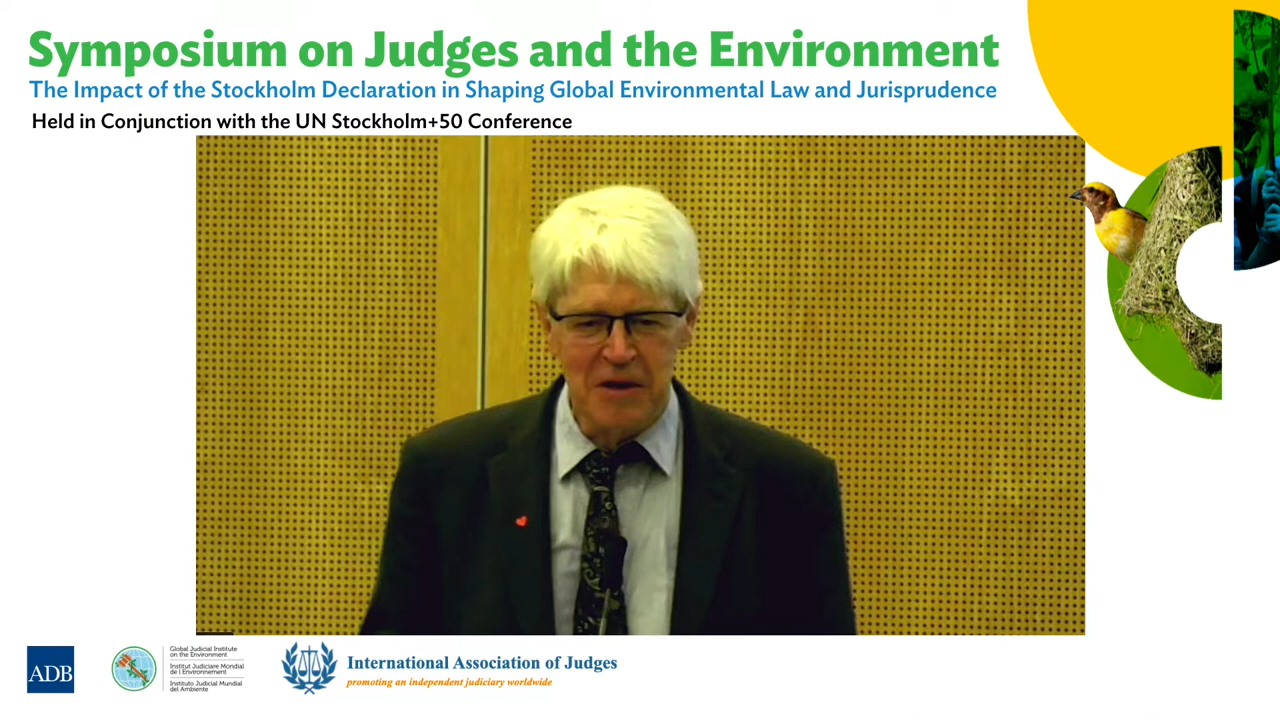 Symposium on Judges and the Environment
The Impact of the Stockholm Declaration in Shaping Global Environmental Law and Jurisprudence
Held in Conjunction with the UN Stockholm+50 Conference
ADB
Global Judicial Institute
on the Environment
Institut Judiciare Mondial
de l'Environnement
Instituto Judicial Mundial
del Ambiente
International Association of Judges
promoting an independent judiciary worldwide